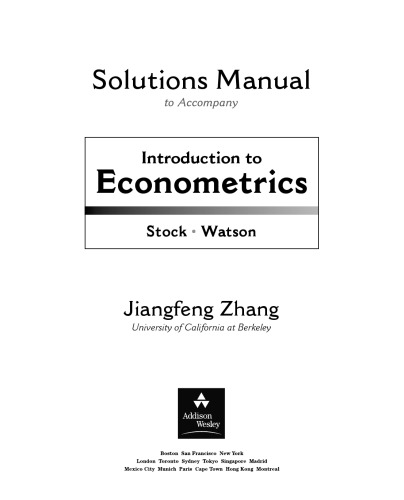 Solutions Manual
to Accompany
Introduction to
Econometrics
Stock • Watson
Jiangfeng Zhang
University of California at Berkeley
Addison
Wesley
Boston San Francisco New York
London Toronto Sydney Tokyo Singapore Madrid
Mexico City Munich Paris Cape Town Hong Kong Montreal